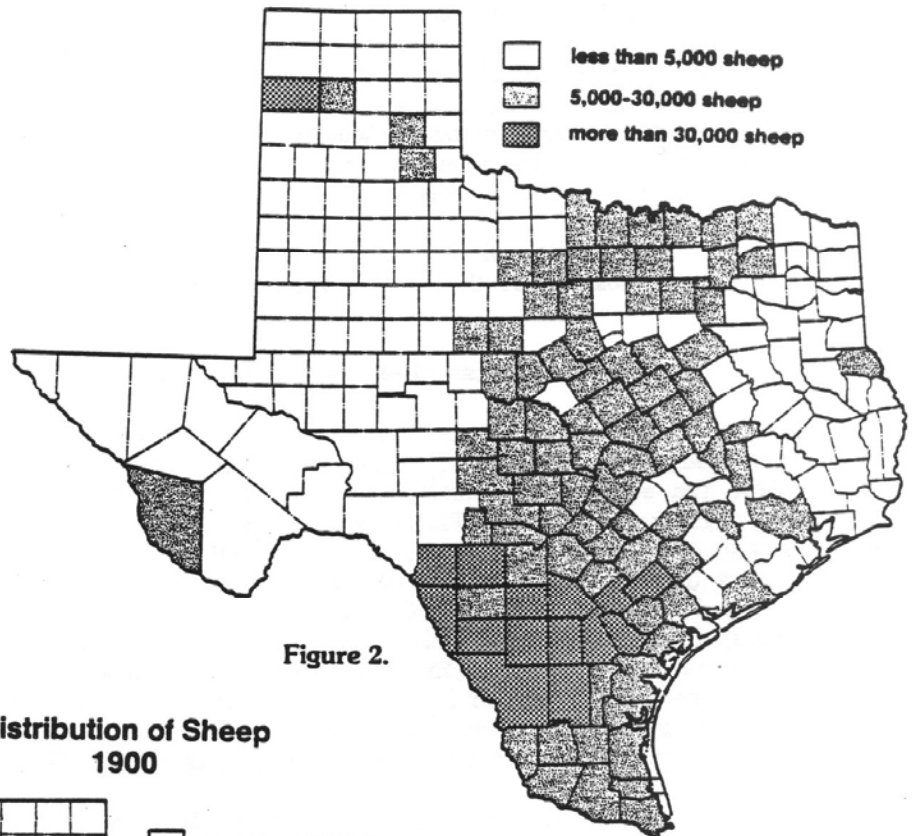 less than 5,000 sheep
5,000-30,000 sheep
more than 30,000 sheep
Figure 2.
istribution of Sheep
1900